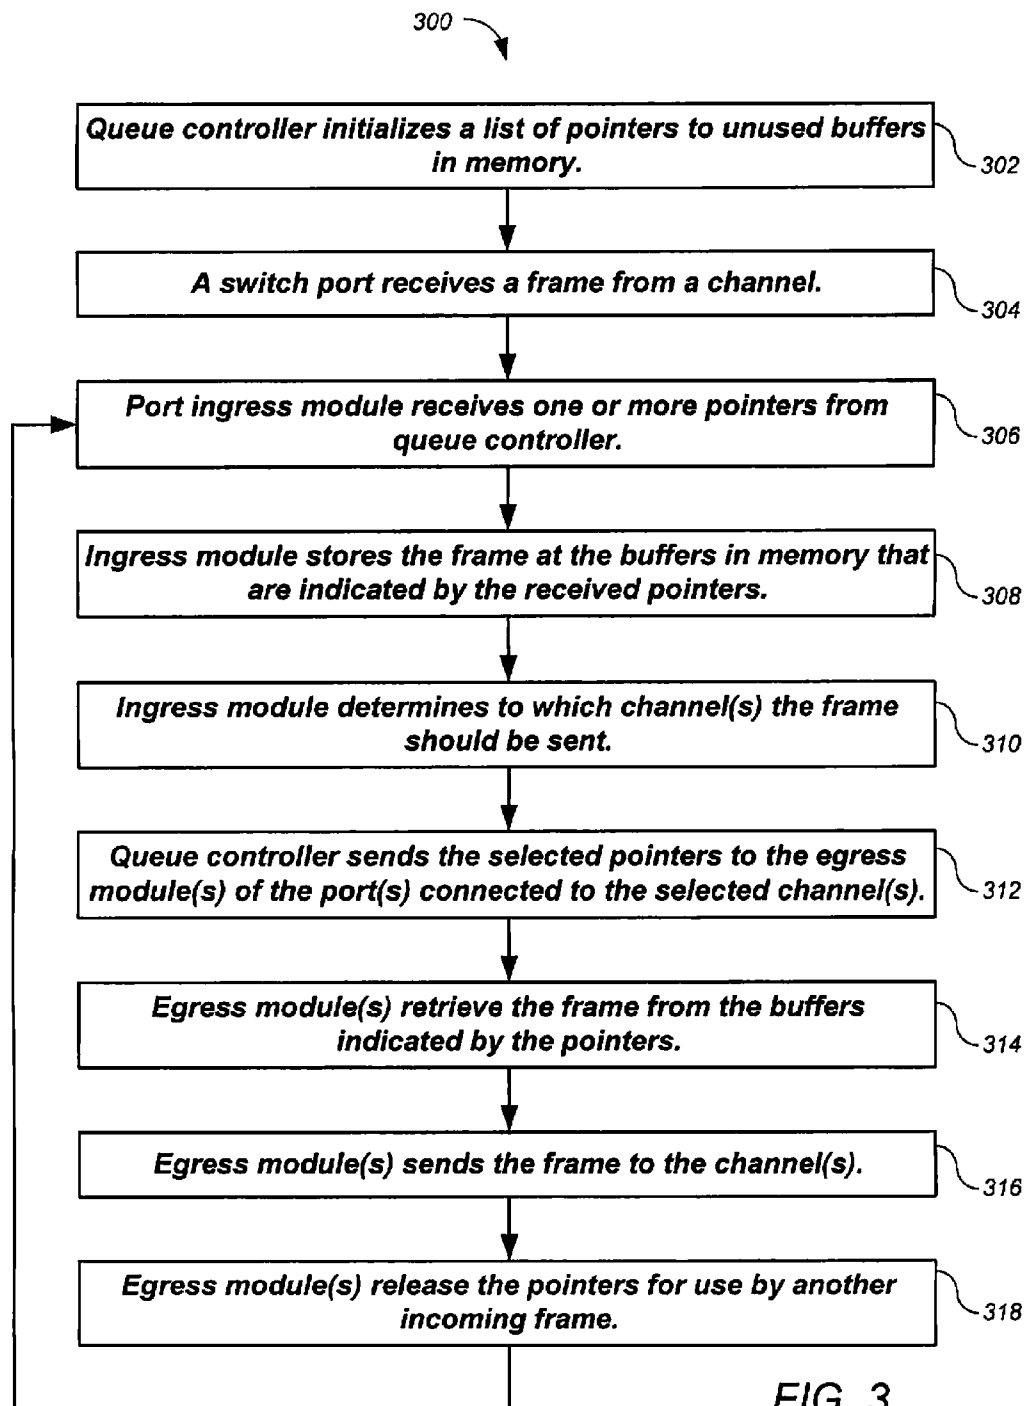 300
Queue controller initializes a list of pointers to unused buffers
in memory.
302
A switch port receives a frame from a channel.
304
Port ingress module receives one or more pointers from
queue controller.
306
Ingress module stores the frame at the buffers in memory that
are indicated by the received pointers.
308
Ingress module determines to which channel(s) the frame
should be sent.
310
Queue controller sends the selected pointers to the egress
module(s) of the port(s) connected to the selected channel(s).
312
Egress module(s) retrieve the frame from the buffers
indicated by the pointers.
314
Egress module(s) sends the frame to the channel(s).
316
Egress module(s) release the pointers for use by another
incoming frame.
318
FIG. 3